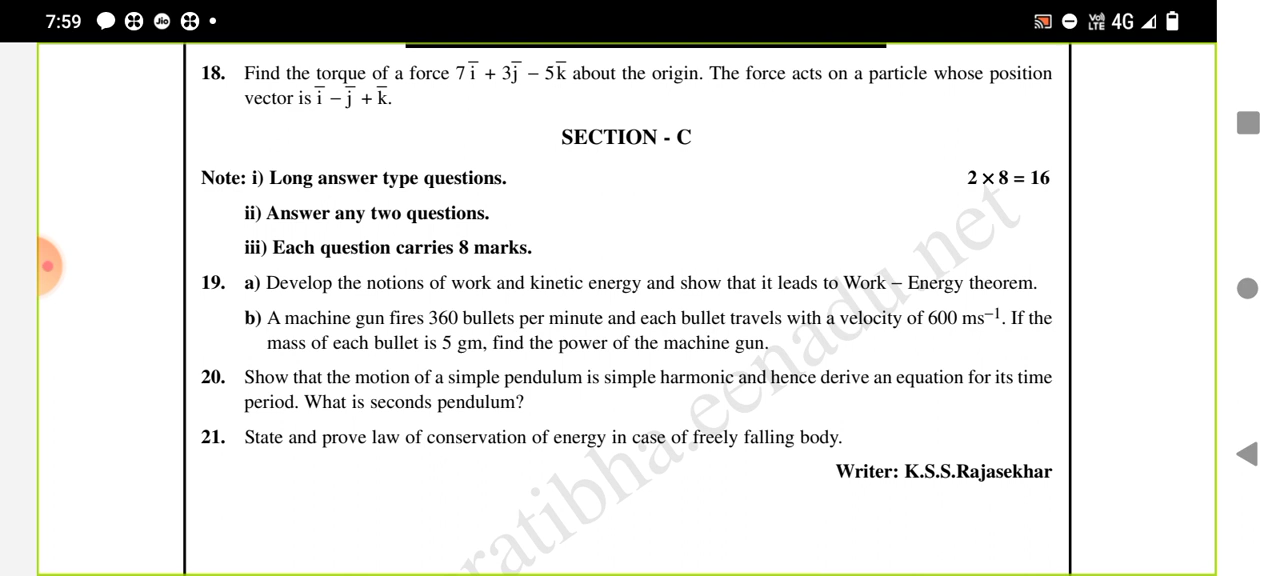 7:59 Jio Vo) LTE 4G
18. Find the torque of a force 7 i̅ + 3j̅ − 5k̅ about the origin. The force acts on a particle whose position
vector is i̅ − j̅ + k̅.
SECTION - C
Note: i) Long answer type questions. 2 × 8 = 16
ii) Answer any two questions.
iii) Each question carries 8 marks.
19. a) Develop the notions of work and kinetic energy and show that it leads to Work – Energy theorem.
b) A machine gun fires 360 bullets per minute and each bullet travels with a velocity of 600 ms⁻¹. If the
mass of each bullet is 5 gm, find the power of the machine gun.
20. Show that the motion of a simple pendulum is simple harmonic and hence derive an equation for its time
period. What is seconds pendulum?
21. State and prove law of conservation of energy in case of freely falling body.
Writer: K.S.S.Rajasekhar
ratibha.eenadu.net